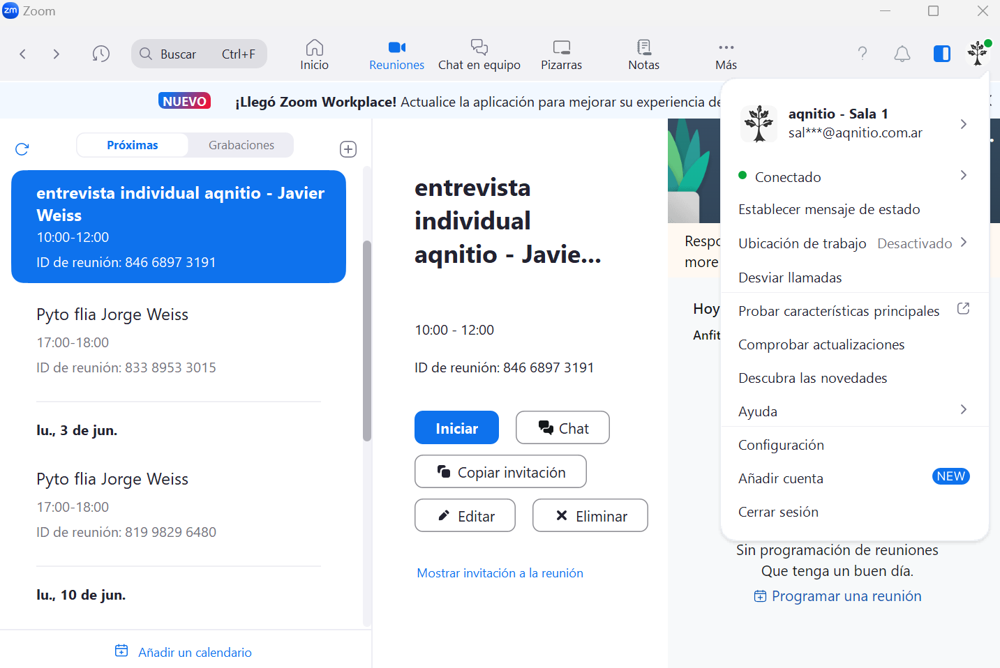 zm Zoom
Buscar Ctrl+F
Inicio
Reuniones
Chat en equipo
Pizarras
Notas
Más
NUEVO ¡Llegó Zoom Workplace! Actualice la aplicación para mejorar su experiencia de
Próximas Grabaciones
entrevista individual aqnitio - Javier
Weiss
10:00-12:00
ID de reunión: 846 6897 3191
Pyto flia Jorge Weiss
17:00-18:00
ID de reunión: 833 8953 3015
lu., 3 de jun.
Pyto flia Jorge Weiss
17:00-18:00
ID de reunión: 819 9829 6480
lu., 10 de jun.
Añadir un calendario
entrevista
individual
aqnitio - Javie...
10:00 - 12:00
ID de reunión: 846 6897 3191
Iniciar Chat
Copiar invitación
Editar Eliminar
Mostrar invitación a la reunión
more
Hoy
aqnitio - Sala 1
sal***@aqnitio.com.ar
Conectado
Establecer mensaje de estado
Ubicación de trabajo Desactivado
Desviar llamadas
Probar características principales
Comprobar actualizaciones
Descubra las novedades
Ayuda
Configuración
Añadir cuenta NEW
Cerrar sesión
Sin programación de reuniones
Que tenga un buen día.
Programar una reunión